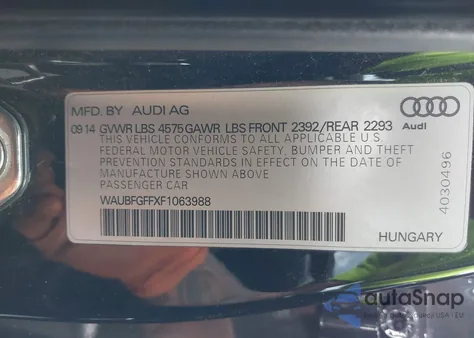 MFD. BY AUDI AG
09 14 GVWR LBS 4575 GAWR LBS FRONT 2392/REAR 2293
THIS VEHICLE CONFORMS TO ALL APPLICABLE U.S
FEDERAL MOTOR VEHICLE SAFETY, BUMPER AND THEFT
PREVENTION STANDARDS IN EFFECT ON THE DATE OF
MANUFACTURE SHOWN ABOVE
PASSENGER CAR
WAUBFGFFXF1063988
Audi
4030496
HUNGARY
autaSnap